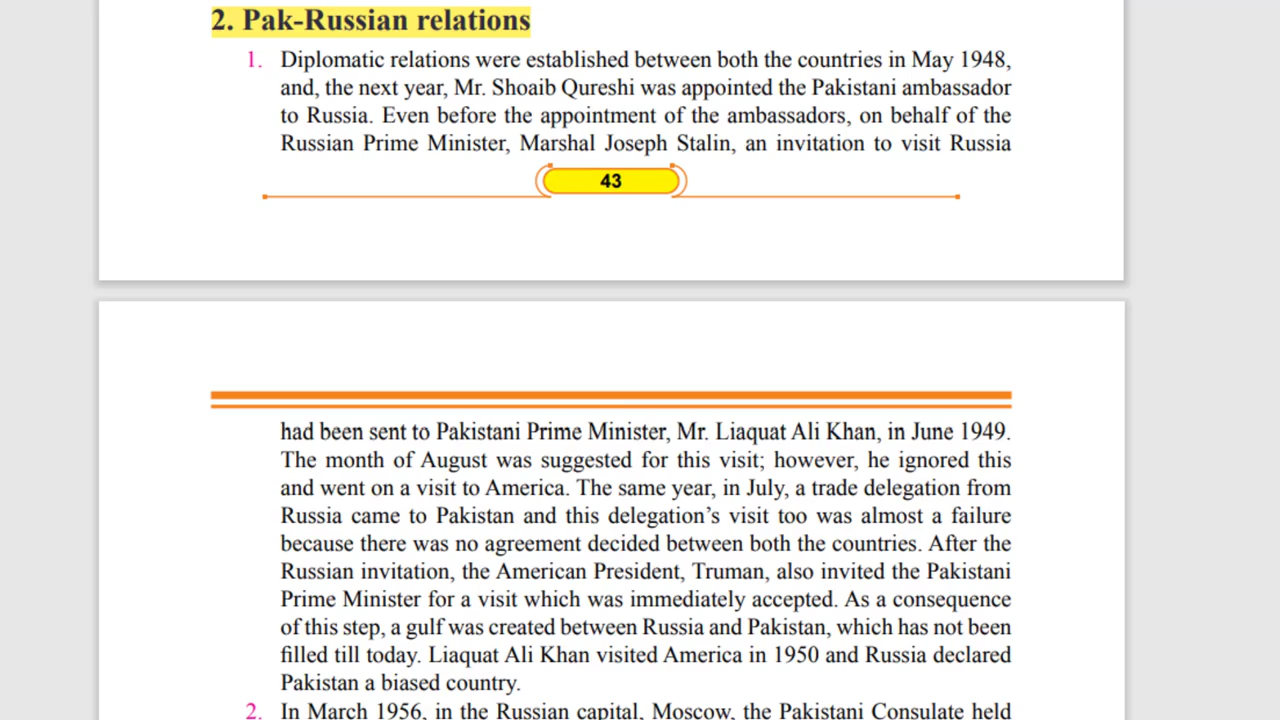 2. Pak-Russian relations
1. Diplomatic relations were established between both the countries in May 1948,
and, the next year, Mr. Shoaib Qureshi was appointed the Pakistani ambassador
to Russia. Even before the appointment of the ambassadors, on behalf of the
Russian Prime Minister, Marshal Joseph Stalin, an invitation to visit Russia
43
had been sent to Pakistani Prime Minister, Mr. Liaquat Ali Khan, in June 1949.
The month of August was suggested for this visit; however, he ignored this
and went on a visit to America. The same year, in July, a trade delegation from
Russia came to Pakistan and this delegation’s visit too was almost a failure
because there was no agreement decided between both the countries. After the
Russian invitation, the American President, Truman, also invited the Pakistani
Prime Minister for a visit which was immediately accepted. As a consequence
of this step, a gulf was created between Russia and Pakistan, which has not been
filled till today. Liaquat Ali Khan visited America in 1950 and Russia declared
Pakistan a biased country.
2. In March 1956, in the Russian capital, Moscow, the Pakistani Consulate held